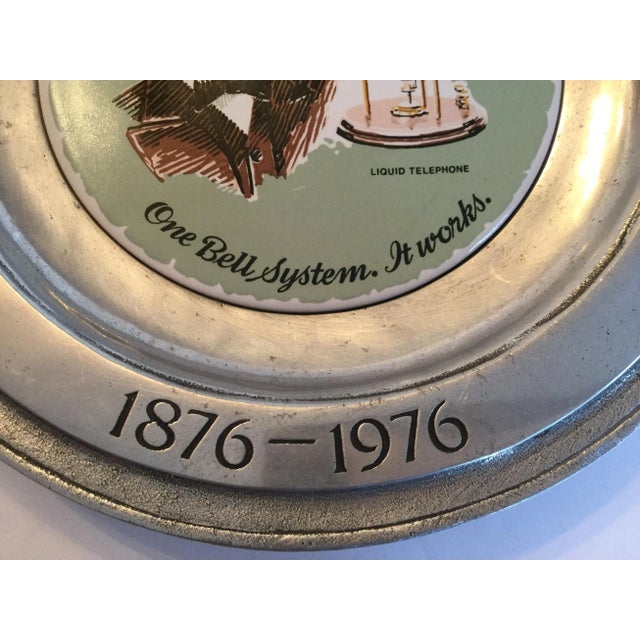 LIQUID TELEPHONE
One Bell System. It works.
1876-1976